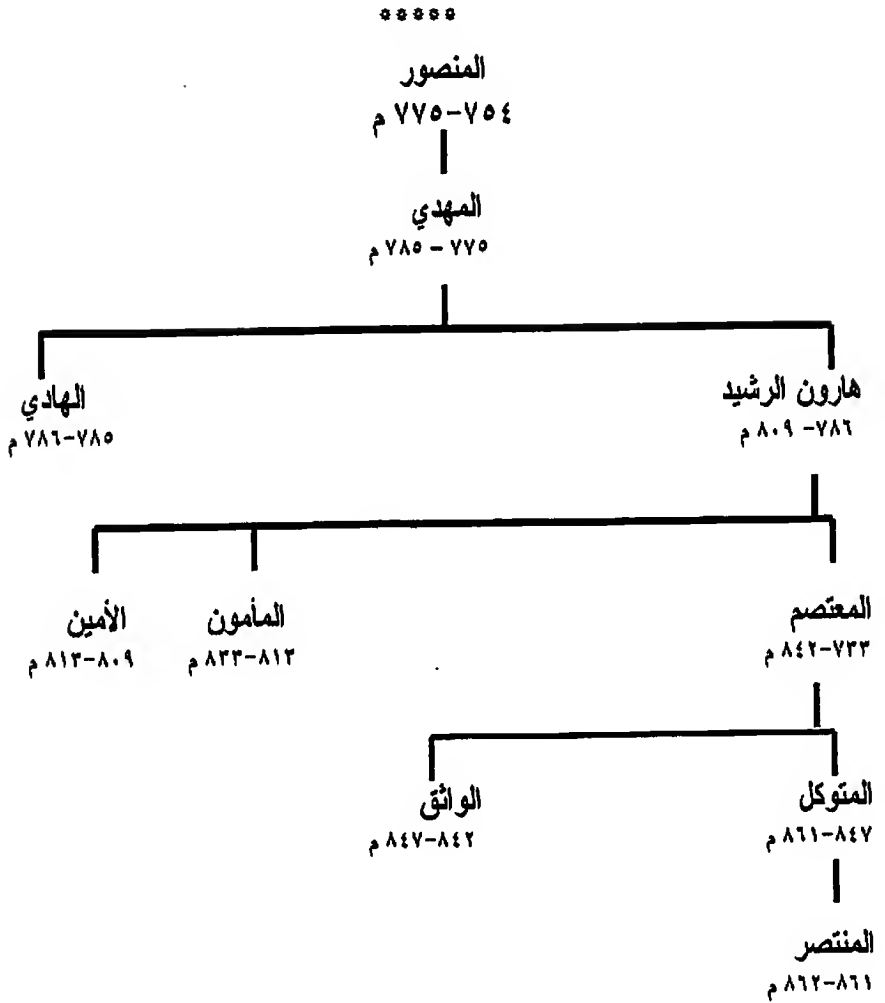 *****
المنصور
٧٥٤-٧٧٥ م
المهدي
٧٧٥ - ٧٨٥ م
هارون الرشيد
٧٨٦- ٨٠٩ م
الهادي
٧٨٥-٧٨٦ م
المعتصم
٧٣٣-٨٤٢ م
المأمون
٨١٣-٨٣٣ م
الأمين
٨٠٩-٨١٣ م
المتوكل
٨٤٧-٨٦١ م
الواثق
٨٤٢-٨٤٧ م
المنتصر
٨٦١-٨٦٢ م